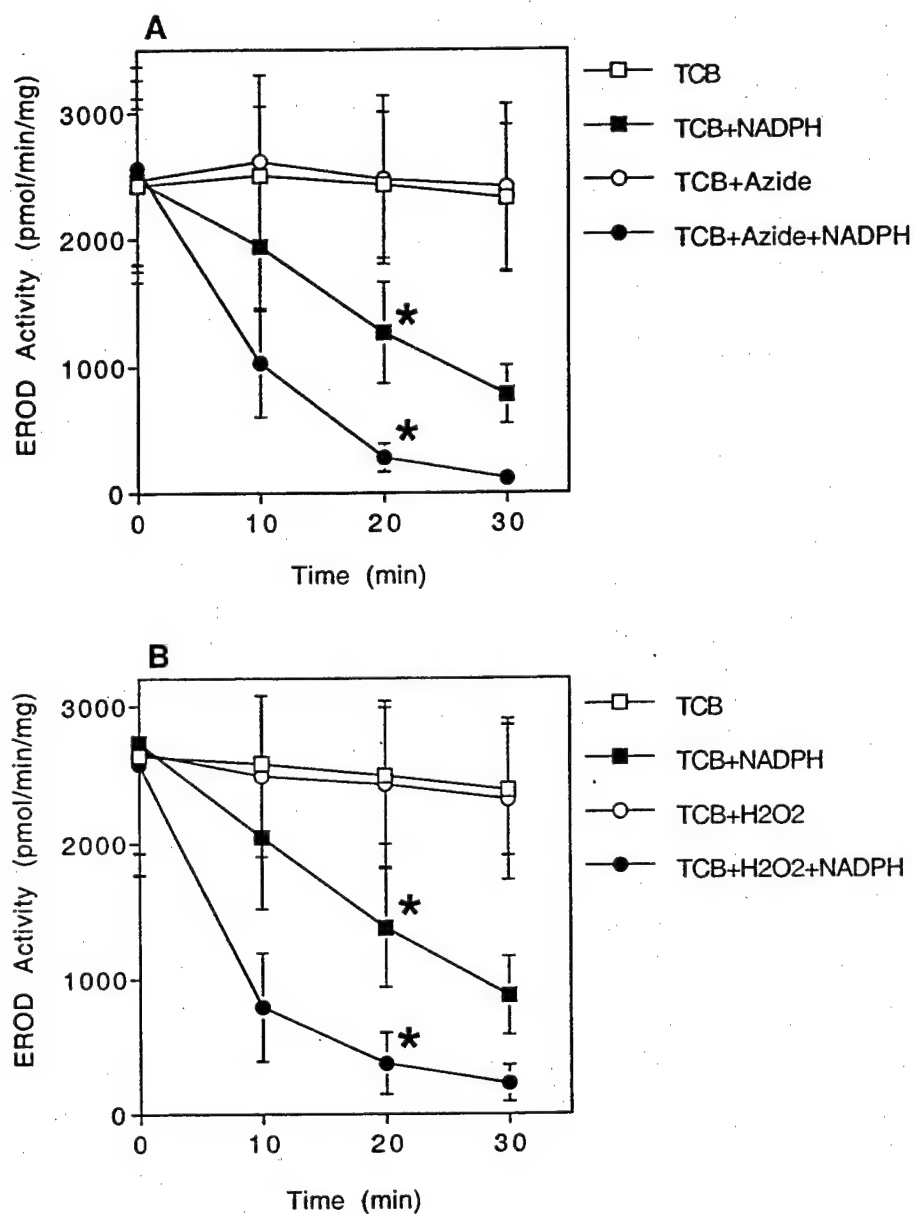 A
EROD Activity (pmol/min/mg)
3000
2000
1000
0
0 10 20 30
Time (min)
TCB
TCB+NADPH
TCB+Azide
TCB+Azide+NADPH
*
*
B
EROD Activity (pmol/min/mg)
3000
2000
1000
0
0 10 20 30
Time (min)
TCB
TCB+NADPH
TCB+H2O2
TCB+H2O2+NADPH
*
*